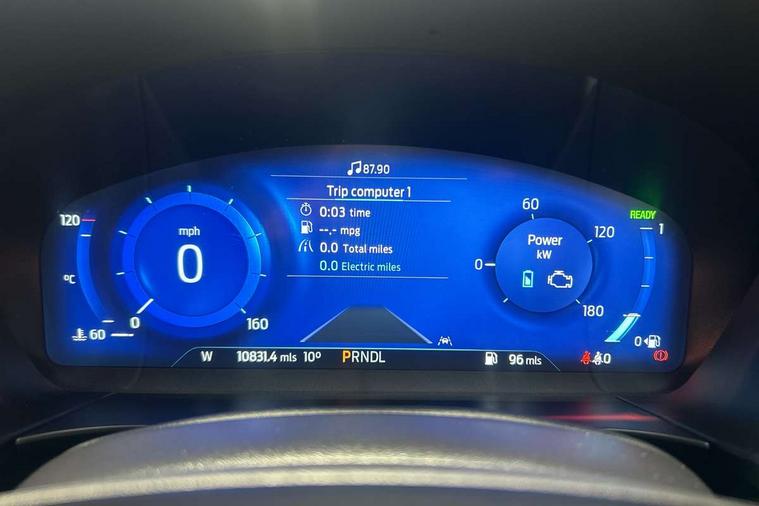 87.90
Trip computer 1
0:03 time
--.- mpg
0.0 Total miles
0.0 Electric miles
120
°C
60
mph
0
0
160
60
Power
kW
0
120
180
READY
1
0
W 10831.4 mls 10° PRNDL 96 mls 0